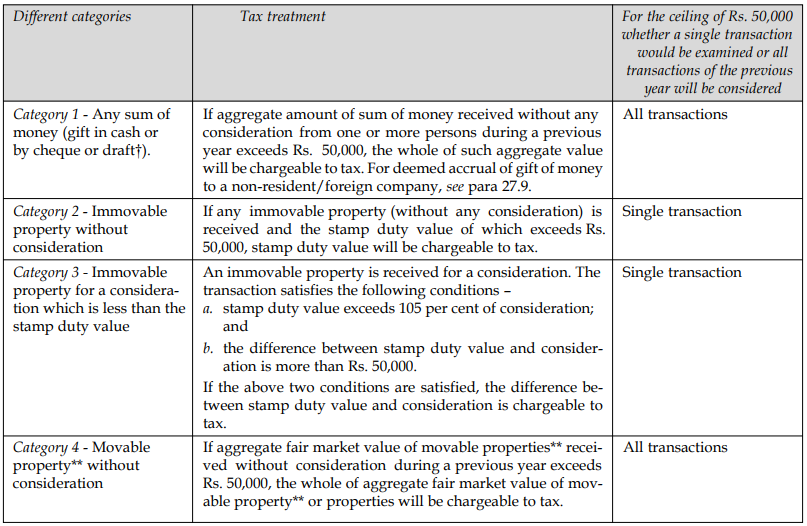 Different categories
Tax treatment
For the ceiling of Rs. 50,000
whether a single transaction
would be examined or all
transactions of the previous
year will be considered
Category 1 - Any sum of
money (gift in cash or
by cheque or draft†).
If aggregate amount of sum of money received without any
consideration from one or more persons during a previous
year exceeds Rs. 50,000, the whole of such aggregate value
will be chargeable to tax. For deemed accrual of gift of money
to a non-resident/foreign company, see para 27.9.
All transactions
Category 2 - Immovable
property without
consideration
If any immovable property (without any consideration) is
received and the stamp duty value of which exceeds Rs.
50,000, stamp duty value will be chargeable to tax.
Single transaction
Category 3 - Immovable
property for a considera-
tion which is less than the
stamp duty value
An immovable property is received for a consideration. The
transaction satisfies the following conditions –
a. stamp duty value exceeds 105 per cent of consideration;
and
b. the difference between stamp duty value and consider-
ation is more than Rs. 50,000.
If the above two conditions are satisfied, the difference be-
tween stamp duty value and consideration is chargeable to
tax.
Single transaction
Category 4 - Movable
property** without
consideration
If aggregate fair market value of movable properties** recei-
ved without consideration during a previous year exceeds
Rs. 50,000, the whole of aggregate fair market value of mov-
able property** or properties will be chargeable to tax.
All transactions